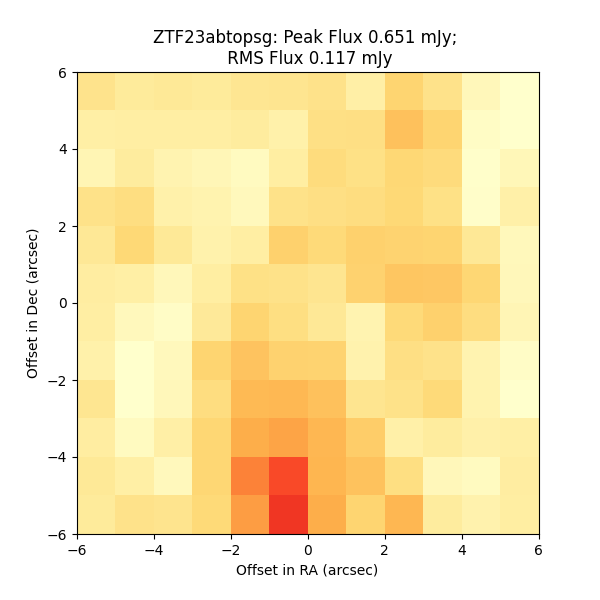 ZTF23abtopsg: Peak Flux 0.651 mJy;
RMS Flux 0.117 mJy
6
4
2
0
−2
−4
−6
Offset in Dec (arcsec)
−6 −4 −2 0 2 4 6
Offset in RA (arcsec)